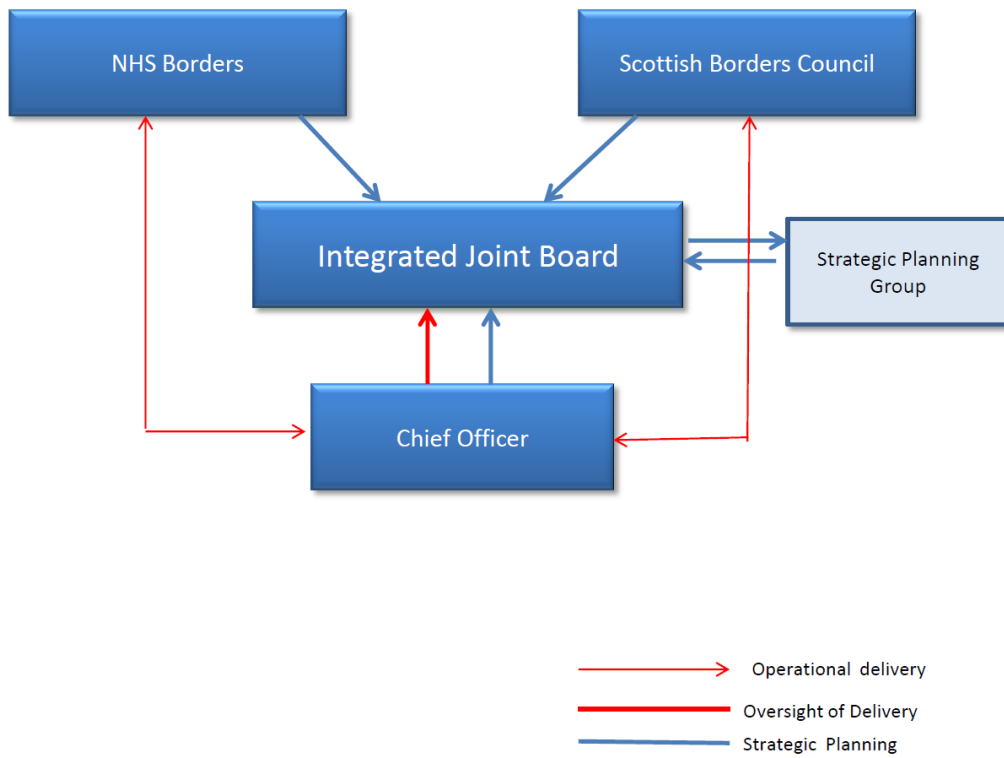 NHS Borders
Scottish Borders Council
Integrated Joint Board
Strategic Planning
Group
Chief Officer
Operational delivery
Oversight of Delivery
Strategic Planning